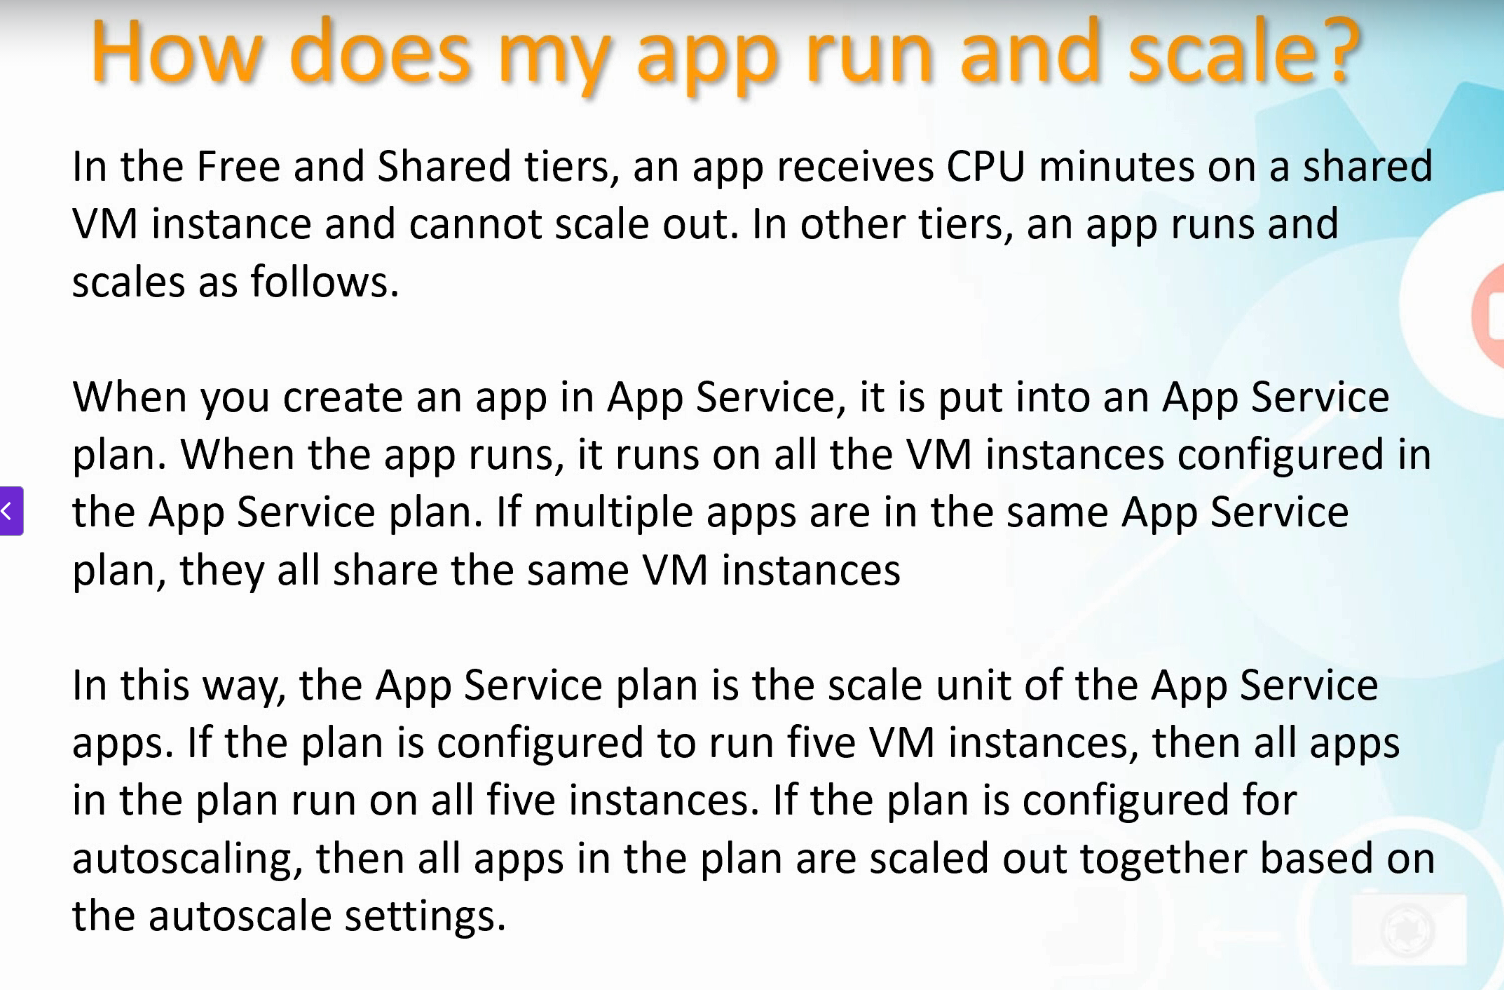 How does my app run and scale?
In the Free and Shared tiers, an app receives CPU minutes on a shared
VM instance and cannot scale out. In other tiers, an app runs and
scales as follows.
When you create an app in App Service, it is put into an App Service
plan. When the app runs, it runs on all the VM instances configured in
the App Service plan. If multiple apps are in the same App Service
plan, they all share the same VM instances
In this way, the App Service plan is the scale unit of the App Service
apps. If the plan is configured to run five VM instances, then all apps
in the plan run on all five instances. If the plan is configured for
autoscaling, then all apps in the plan are scaled out together based on
the autoscale settings.